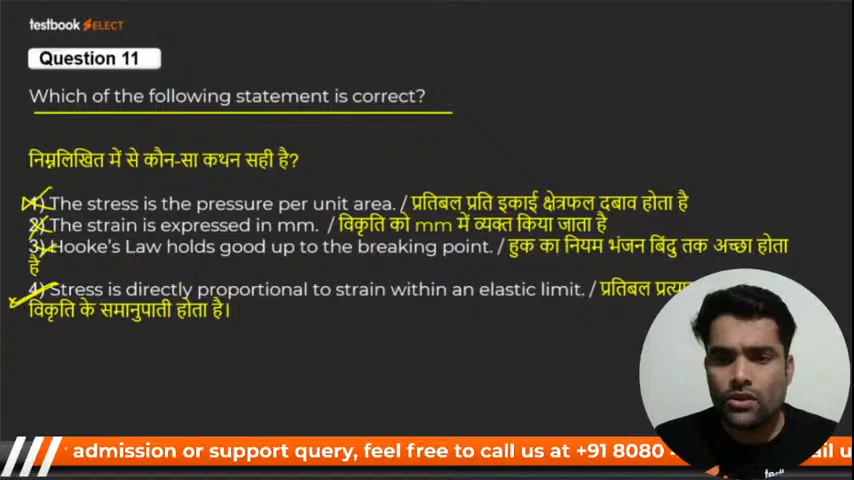 testbook SELECT
Question 11
Which of the following statement is correct?
निम्नलिखित में से कौन-सा कथन सही है?
1) The stress is the pressure per unit area. / प्रतिबल प्रति इकाई क्षेत्रफल दबाव होता है
2) The strain is expressed in mm. / विकृति को mm में व्यक्त किया जाता है
3) Hooke's Law holds good up to the breaking point. / हुक का नियम भंजन बिंदु तक अच्छा होता
है
4) Stress is directly proportional to strain within an elastic limit. / प्रतिबल
विकृति के समानुपाती होता है।
admission or support query, feel free to call us at +91 8080